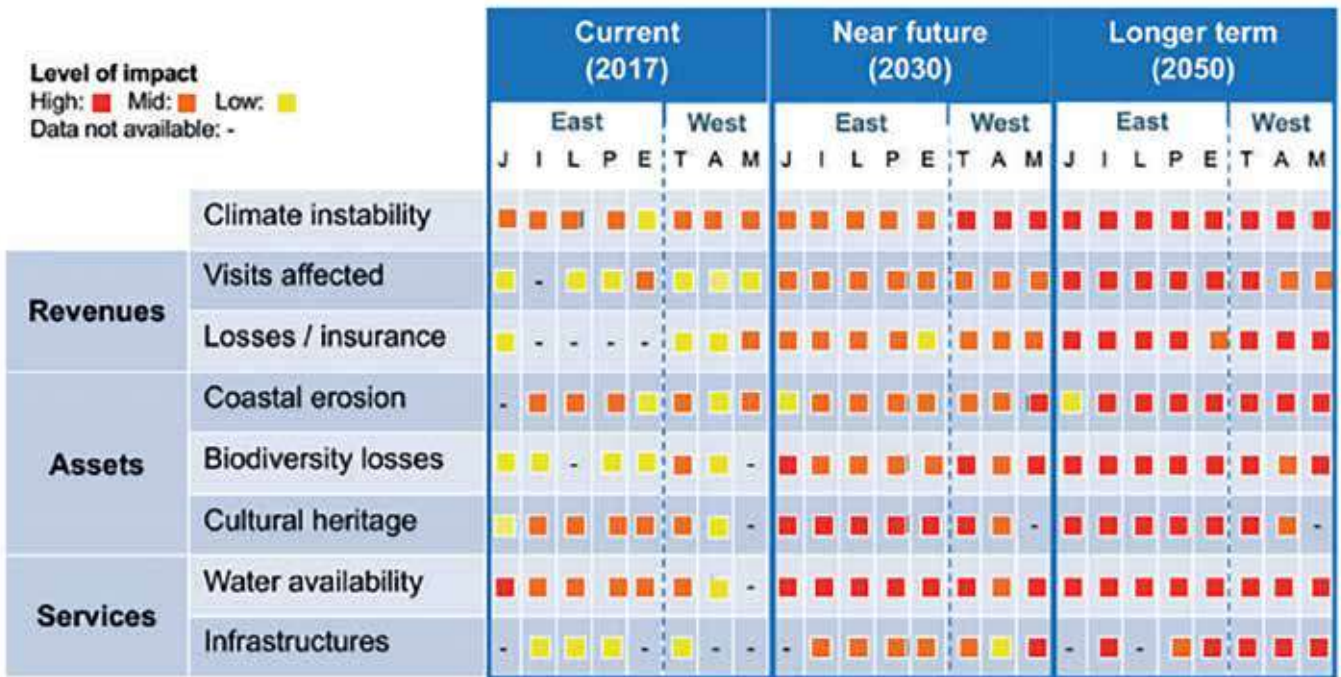 Current
(2017)
Near future
(2030)
Longer term
(2050)
Level of impact
High: Mid: Low:
Data not available: -
East West East West East West
J I L P E T A M J I L P E T A M J I L P E T A M
Climate instability
Revenues
Visits affected
-
Losses / insurance
- - - -
Assets
Coastal erosion
-
Biodiversity losses
- -
Cultural heritage
- - -
Services
Water availability
-
Infrastructures
- - - - - - -